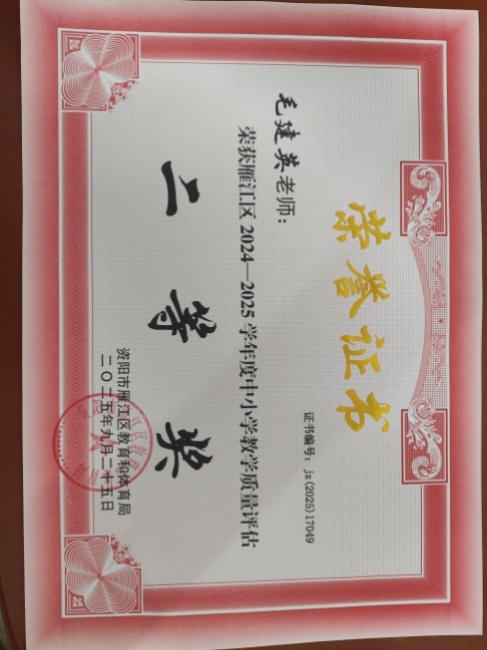 荣誉证书
证书编号：jz(2025)17049
毛建英老师：
荣获雁江区2024—2025学年度中小学教学质量评估
二等奖
资阳市雁江区教育和体育局
二〇二五年九月二十五日